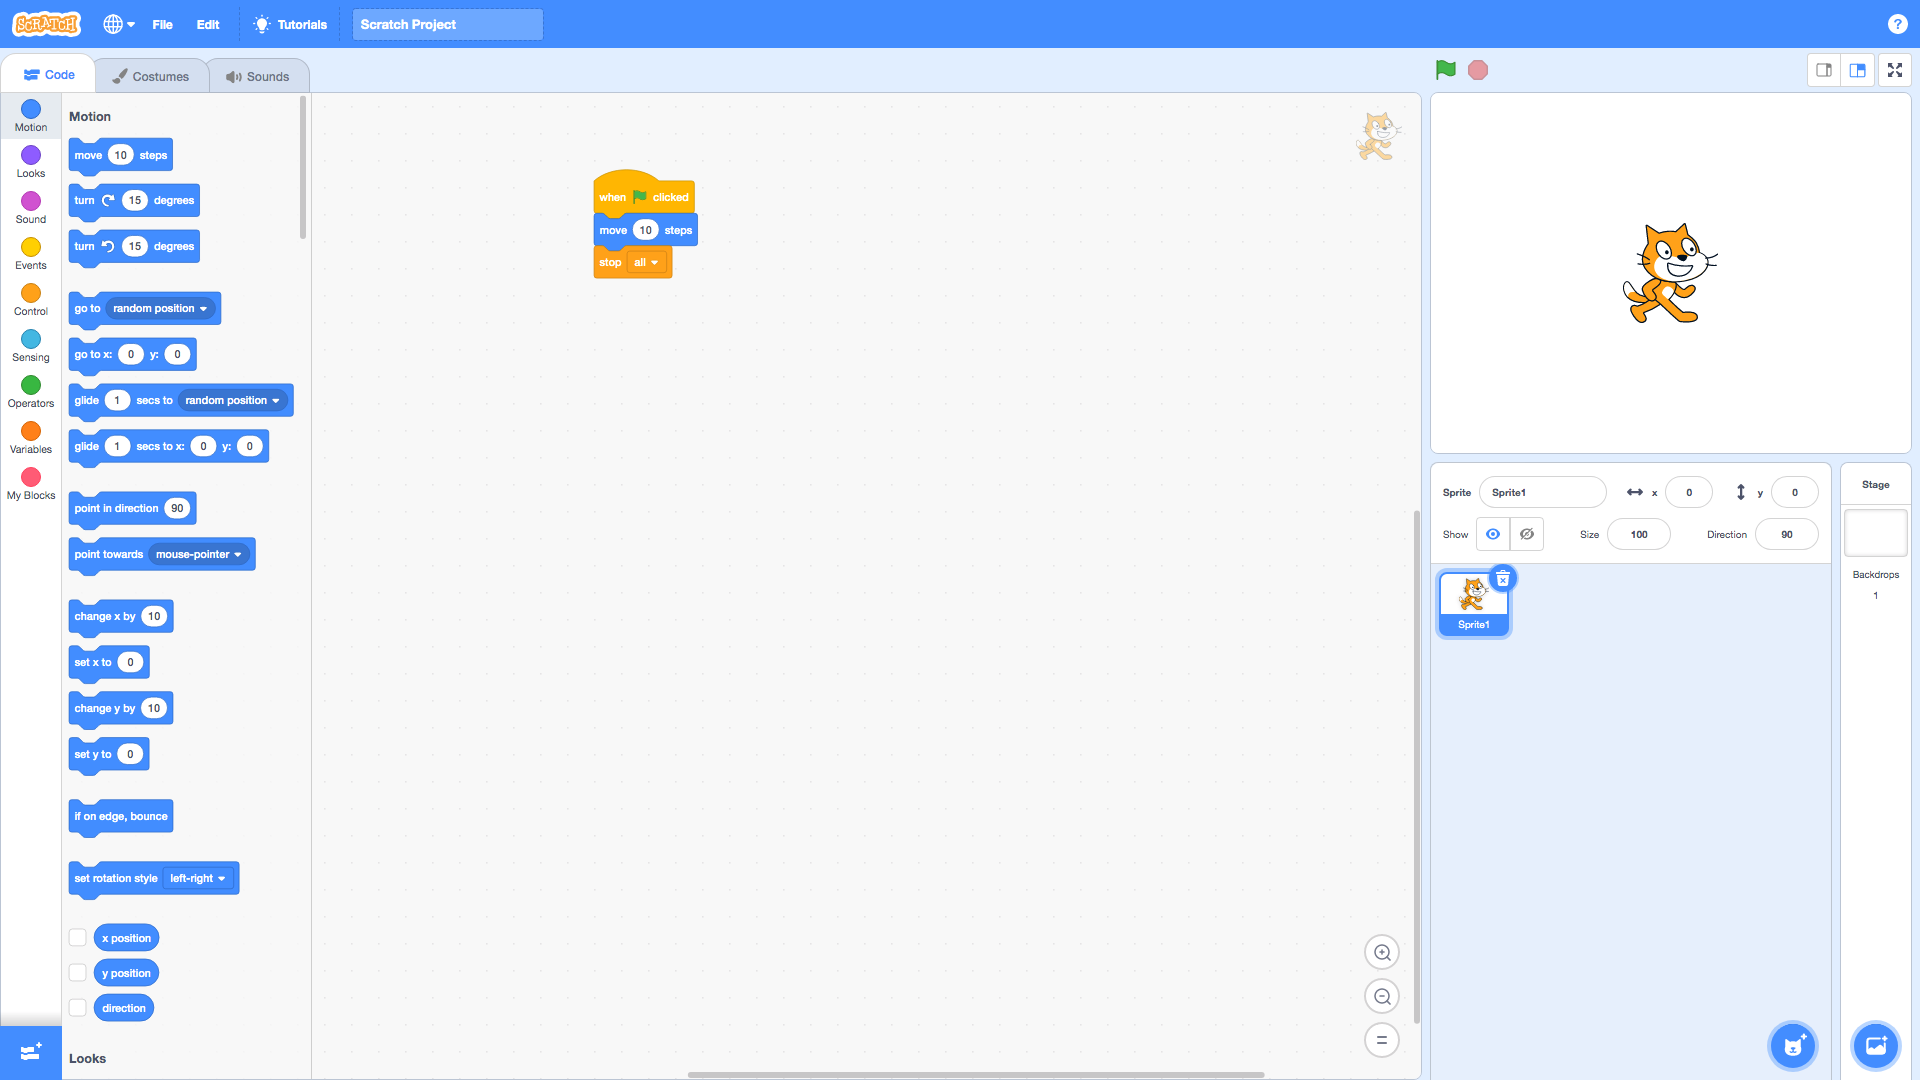 SCRATCH
File
Edit
Tutorials
Scratch Project
?
Code
Costumes
Sounds
Motion
Looks
Sound
Events
Control
Sensing
Operators
Variables
My Blocks
Motion
move 10 steps
turn 15 degrees
turn 15 degrees
go to random position
go to x: 0 y: 0
glide 1 secs to random position
glide 1 secs to x: 0 y: 0
point in direction 90
point towards mouse-pointer
change x by 10
set x to 0
change y by 10
set y to 0
if on edge, bounce
set rotation style left-right
x position
y position
direction
Looks
when clicked
move 10 steps
stop all
Sprite Sprite1 x 0 y 0
Show Size 100 Direction 90
Sprite1
Stage
Backdrops
1